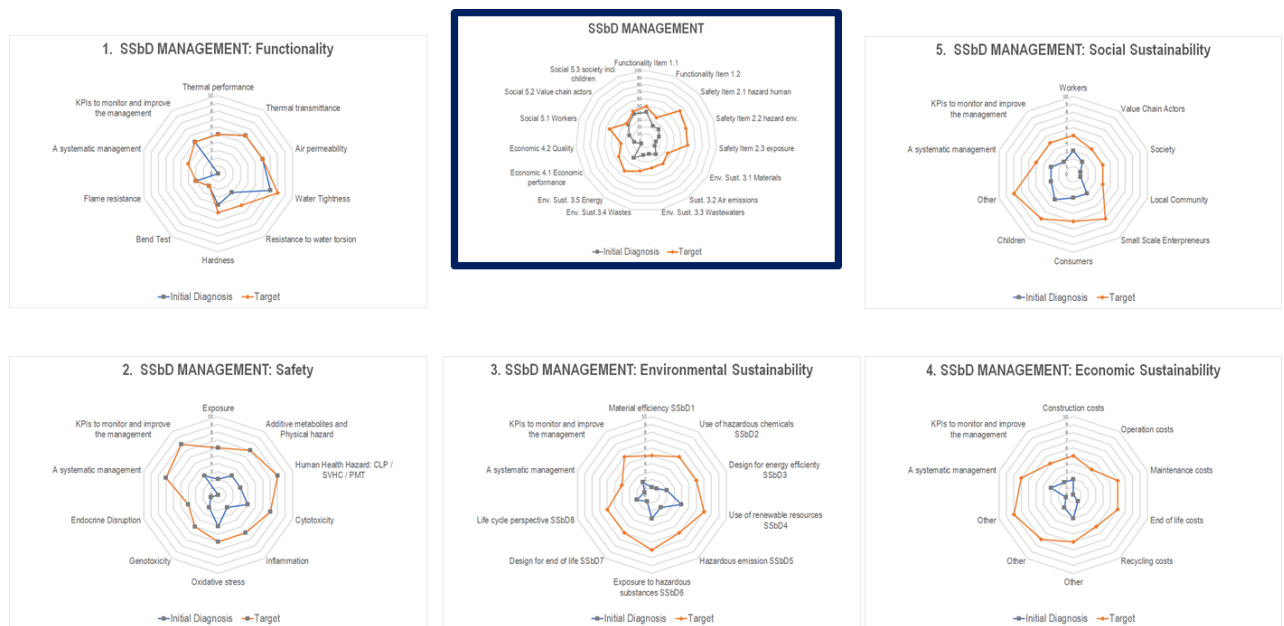 1. SSbD MANAGEMENT: Functionality
Thermal performance
Thermal transmittance
Air permeability
Water Tightness
Resistance to water torsion
Hardness
Bend Test
Flame resistance
A systematic management
KPIs to monitor and improve
the management
Initial Diagnosis
Target
SSbD MANAGEMENT
Functionality Item 1.1
Functionality Item 1.2
Safety Item 2.1 hazard human
Safety Item 2.2 hazard env.
Safety Item 2.3 exposure
Env. Sust. 3.1 Materials
Sust. 3.2 Air emissions
Env. Sust. 3.3 Wastewaters
Env. Sust.3.4 Wastes
Env. Sust. 3.5 Energy
Economic 4.1 Economic
performance
Economic 4.2 Quality
Social 5.1 Workers
Social 5.2 Value chain actors
Social 5.3 society incl.
children
Initial Diagnosis
Target
5. SSbD MANAGEMENT: Social Sustainability
Workers
Value Chain Actors
Society
Local Community
Small Scale Enterpreneurs
Consumers
Children
Other
A systematic management
KPIs to monitor and improve
the management
Initial Diagnosis
Target
2. SSbD MANAGEMENT: Safety
Exposure
Additive metabolites and
Physical hazard
Human Health Hazard: CLP /
SVHC / PMT
Cytotoxicity
Inflammation
Oxidative stress
Genotoxicity
Endocrine Disruption
A systematic management
KPIs to monitor and improve
the management
Initial Diagnosis
Target
3. SSbD MANAGEMENT: Environmental Sustainability
Material efficiency SSbD1
Use of hazardous chemicals
SSbD2
Design for energy efficienty
SSbD3
Use of renewable resources
SSbD4
Hazardous emission SSbD5
Exposure to hazardous
substances SSbD6
Design for end of life SSbD7
Life cycle perspective SSbD8
A systematic management
KPIs to monitor and improve
the management
Initial Diagnosis
Target
4. SSbD MANAGEMENT: Economic Sustainability
Construction costs
Operation costs
Maintenance costs
End of life costs
Recycling costs
Other
Other
Other
A systematic management
KPIs to monitor and improve
the management
Initial Diagnosis
Target